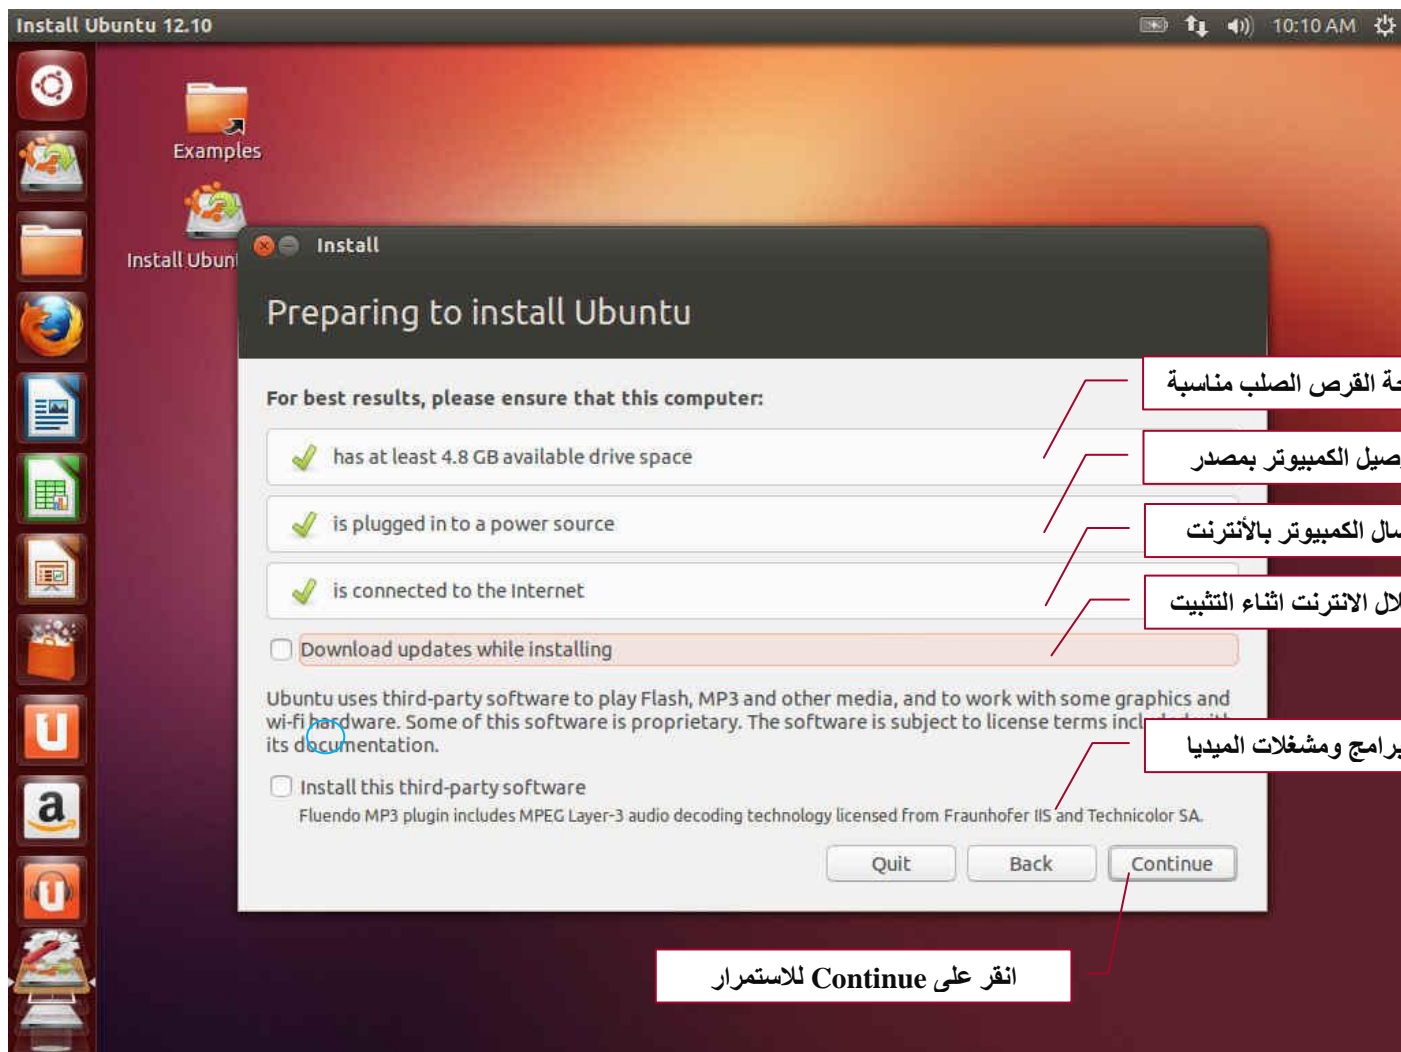 Install Ubuntu 12.10
10:10 AM
Examples
Install
Preparing to install Ubuntu
For best results, please ensure that this computer:
القرص الصلب مناسبة
has at least 4.8 GB available drive space
الكمبيوتر بمصدر
is plugged in to a power source
الكمبيوتر بالأنترنت
is connected to the Internet
الانترنت اثناء التثبيت
Download updates while installing
Ubuntu uses third-party software to play Flash, MP3 and other media, and to work with some graphics and
wi-fi hardware. Some of this software is proprietary. The software is subject to license terms included with
its documentation.
ومشغلات الميديا
Install this third-party software
Fluendo MP3 plugin includes MPEG Layer-3 audio decoding technology licensed from Fraunhofer IIS and Technicolor SA.
Quit
Back
Continue
انقر على Continue للاستمرار